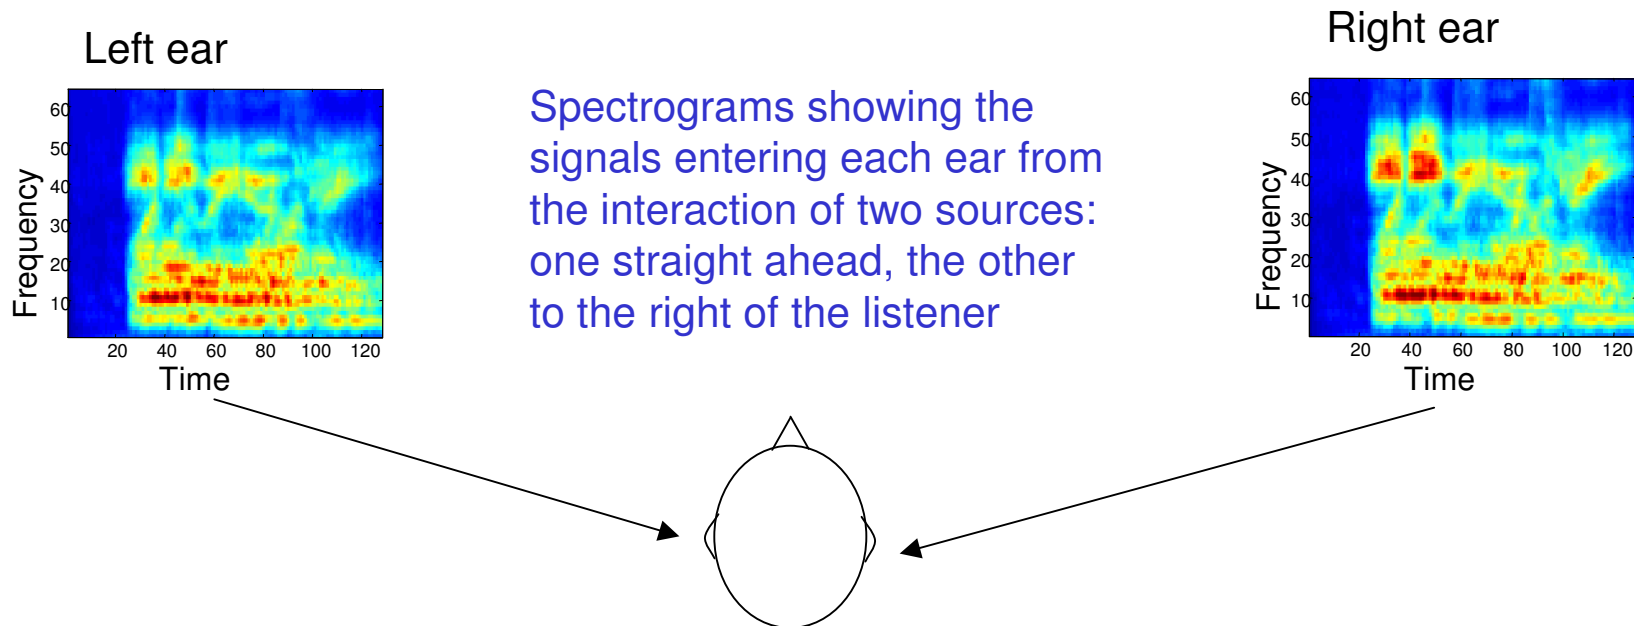 Left ear
Right ear
Spectrograms showing the
signals entering each ear from
the interaction of two sources:
one straight ahead, the other
to the right of the listener
Frequency
60
50
40
30
20
10
20 40 60 80 100 120
Time
Frequency
60
50
40
30
20
10
20 40 60 80 100 120
Time